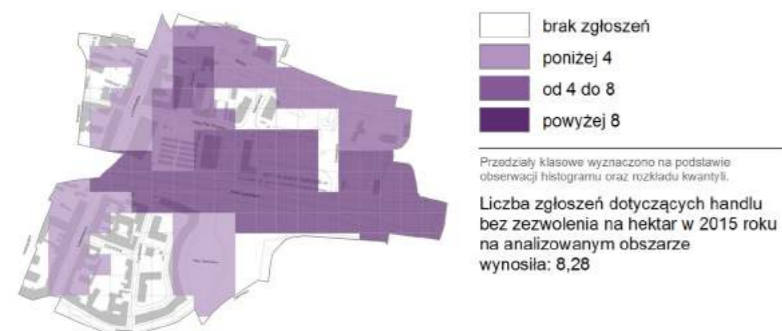 brak zgłoszeń
poniżej 4
od 4 do 8
powyżej 8
Przedziały klasowe wyznaczono na podstawie
obserwacji histogramu oraz rozkładu kwantyli.
Liczba zgłoszeń dotyczących handlu
bez zezwolenia na hektar w 2015 roku
na analizowanym obszarze
wynosiła: 8,28